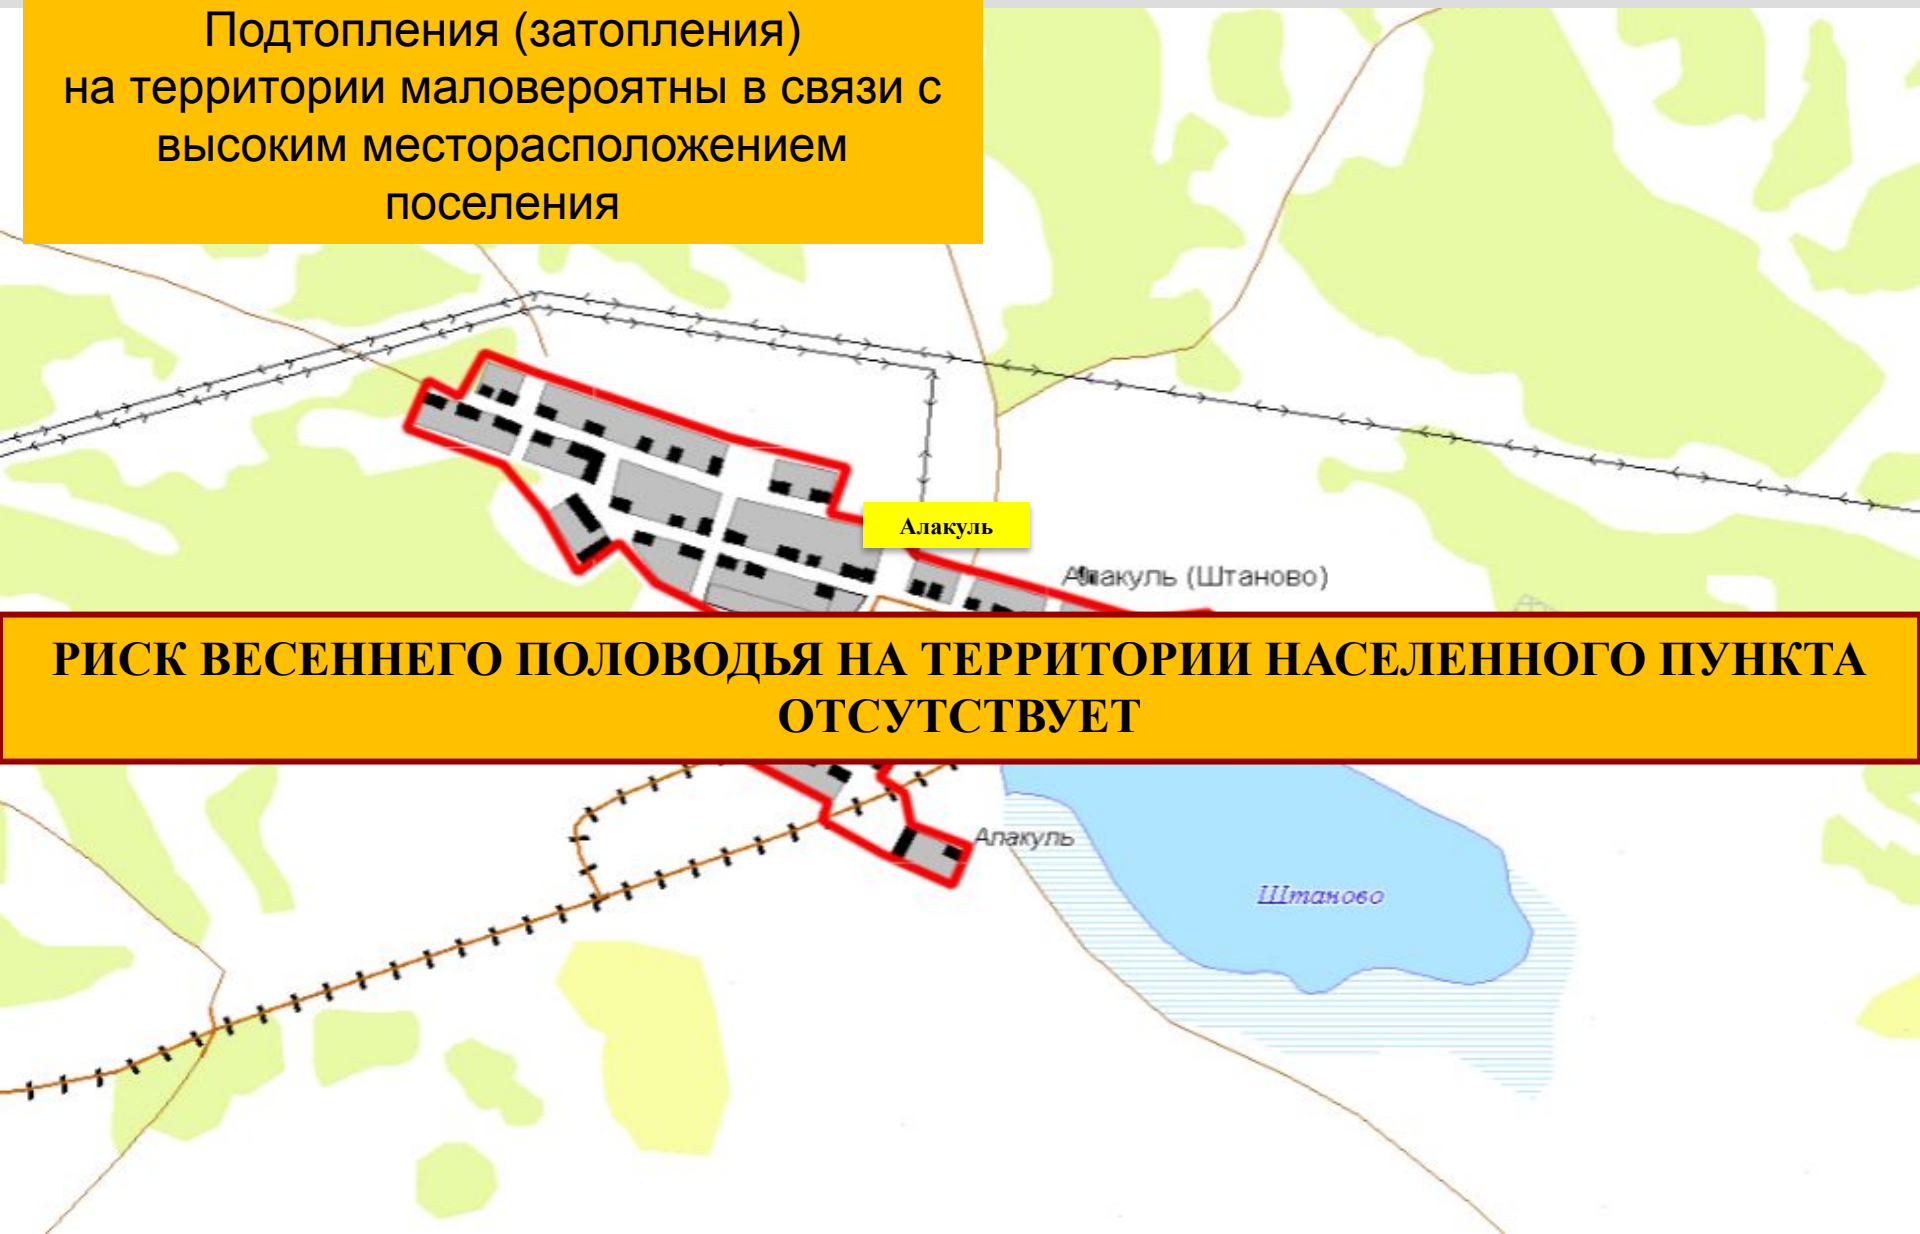 Подтопления (затопления)
на территории маловероятны в связи с
высоким месторасположением
поселения
Алакуль
Алакуль (Штаново)
РИСК ВЕСЕННЕГО ПОЛОВОДЬЯ НА ТЕРРИТОРИИ НАСЕЛЕННОГО ПУНКТА
ОТСУТСТВУЕТ
Алакуль
Штаново